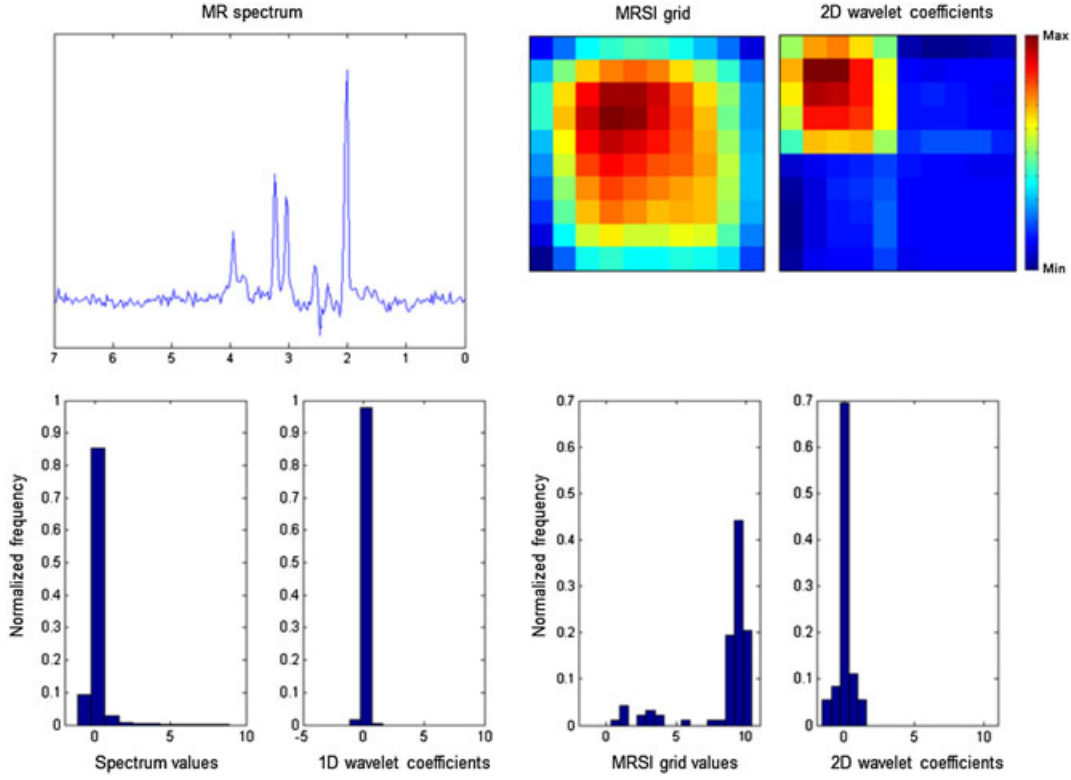 MR spectrum
MRSI grid
2D wavelet coefficients
Max
Min
7 6 5 4 3 2 1 0
1
0.9
0.8
0.7
0.6
0.5
0.4
0.3
0.2
0.1
0
Normalized frequency
0 5 10
Spectrum values
1
0.9
0.8
0.7
0.6
0.5
0.4
0.3
0.2
0.1
0
-5 0 5 10
1D wavelet coefficients
0.7
0.6
0.5
0.4
0.3
0.2
0.1
0
Normalized frequency
0 5 10
MRSI grid values
0.7
0.6
0.5
0.4
0.3
0.2
0.1
0
0 5 10
2D wavelet coefficients